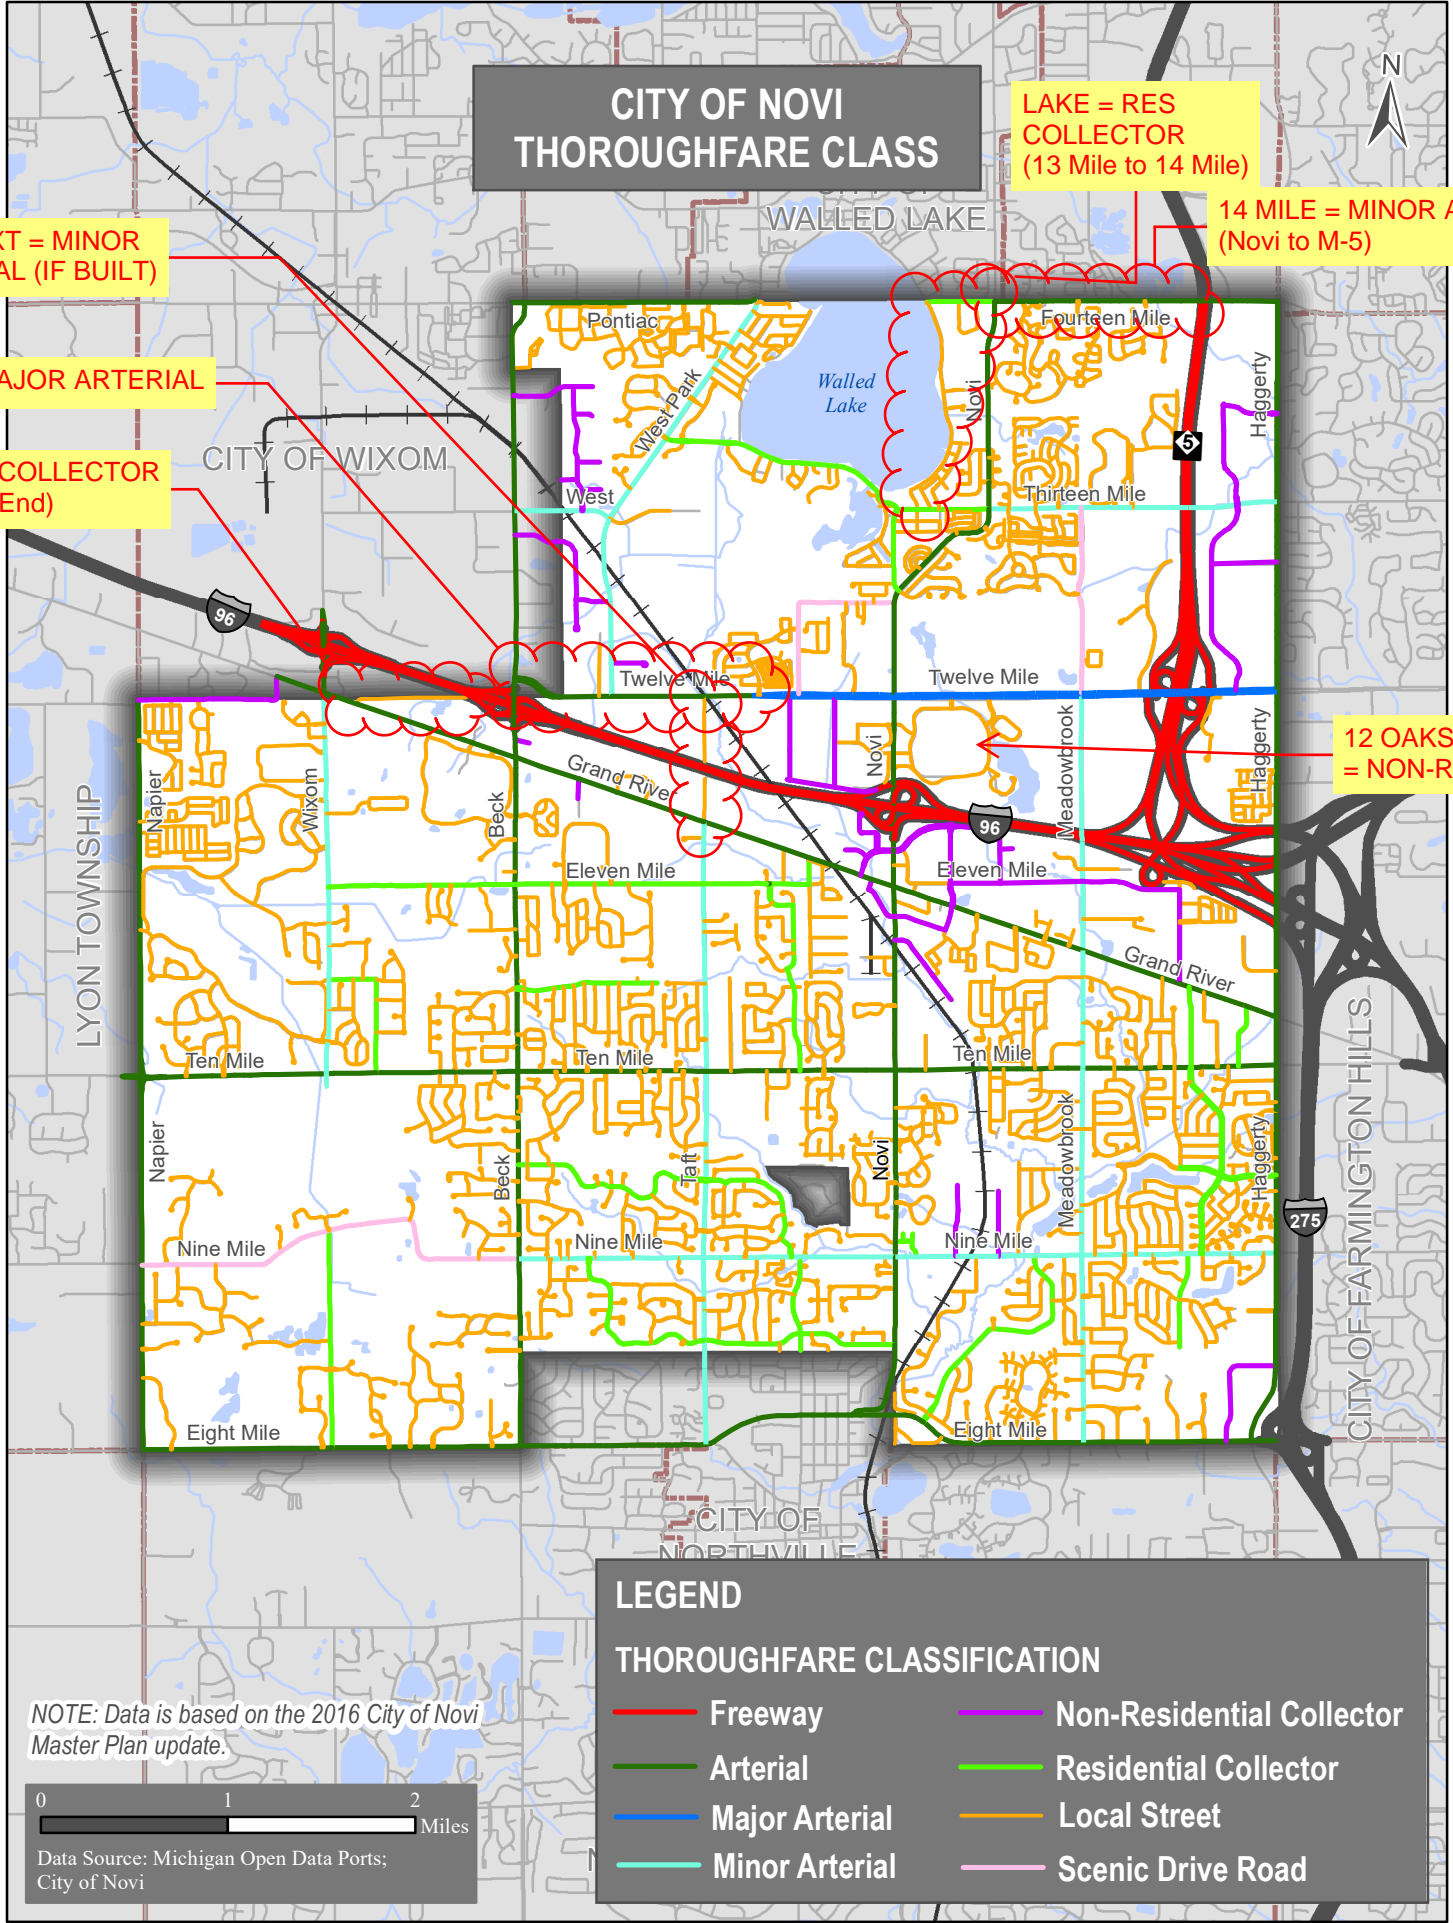 CITY OF NOVI
THOROUGHFARE CLASS
LAKE = RES
COLLECTOR
(13 Mile to 14 Mile)
N
14 MILE = MINOR A
(Novi to M-5)
XT = MINOR
AL (IF BUILT)
AJOR ARTERIAL
COLLECTOR
End)
12 OAKS
= NON-R
CITY OF
WALLED LAKE
CITY OF WIXOM
LYON TOWNSHIP
CITY OF FARMINGTON HILLS
CITY OF
NORTHVILLE
Pontiac
Fourteen Mile
West Park
Walled
Lake
Novi
Haggerty
5
West
Thirteen Mile
96
Twelve Mile
Twelve Mile
Napier
Wixom
Beck
Grand River
Novi
Meadowbrook
Haggerty
96
Eleven Mile
Eleven Mile
Grand River
Ten Mile
Ten Mile
Ten Mile
Napier
Beck
Taft
Novi
Meadowbrook
Haggerty
275
Nine Mile
Nine Mile
Nine Mile
Eight Mile
Eight Mile
LEGEND
THOROUGHFARE CLASSIFICATION
Freeway
Arterial
Major Arterial
Minor Arterial
Non-Residential Collector
Residential Collector
Local Street
Scenic Drive Road
NOTE: Data is based on the 2016 City of Novi
Master Plan update.
0 1 2
Miles
Data Source: Michigan Open Data Ports;
City of Novi